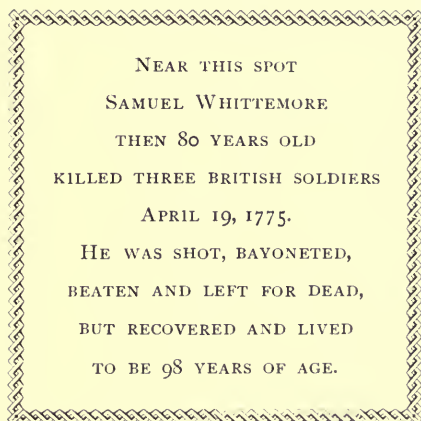 Near this spot
Samuel Whittemore
then 80 years old
killed three British soldiers
April 19, 1775.
He was shot, bayoneted,
beaten and left for dead,
but recovered and lived
to be 98 years of age.